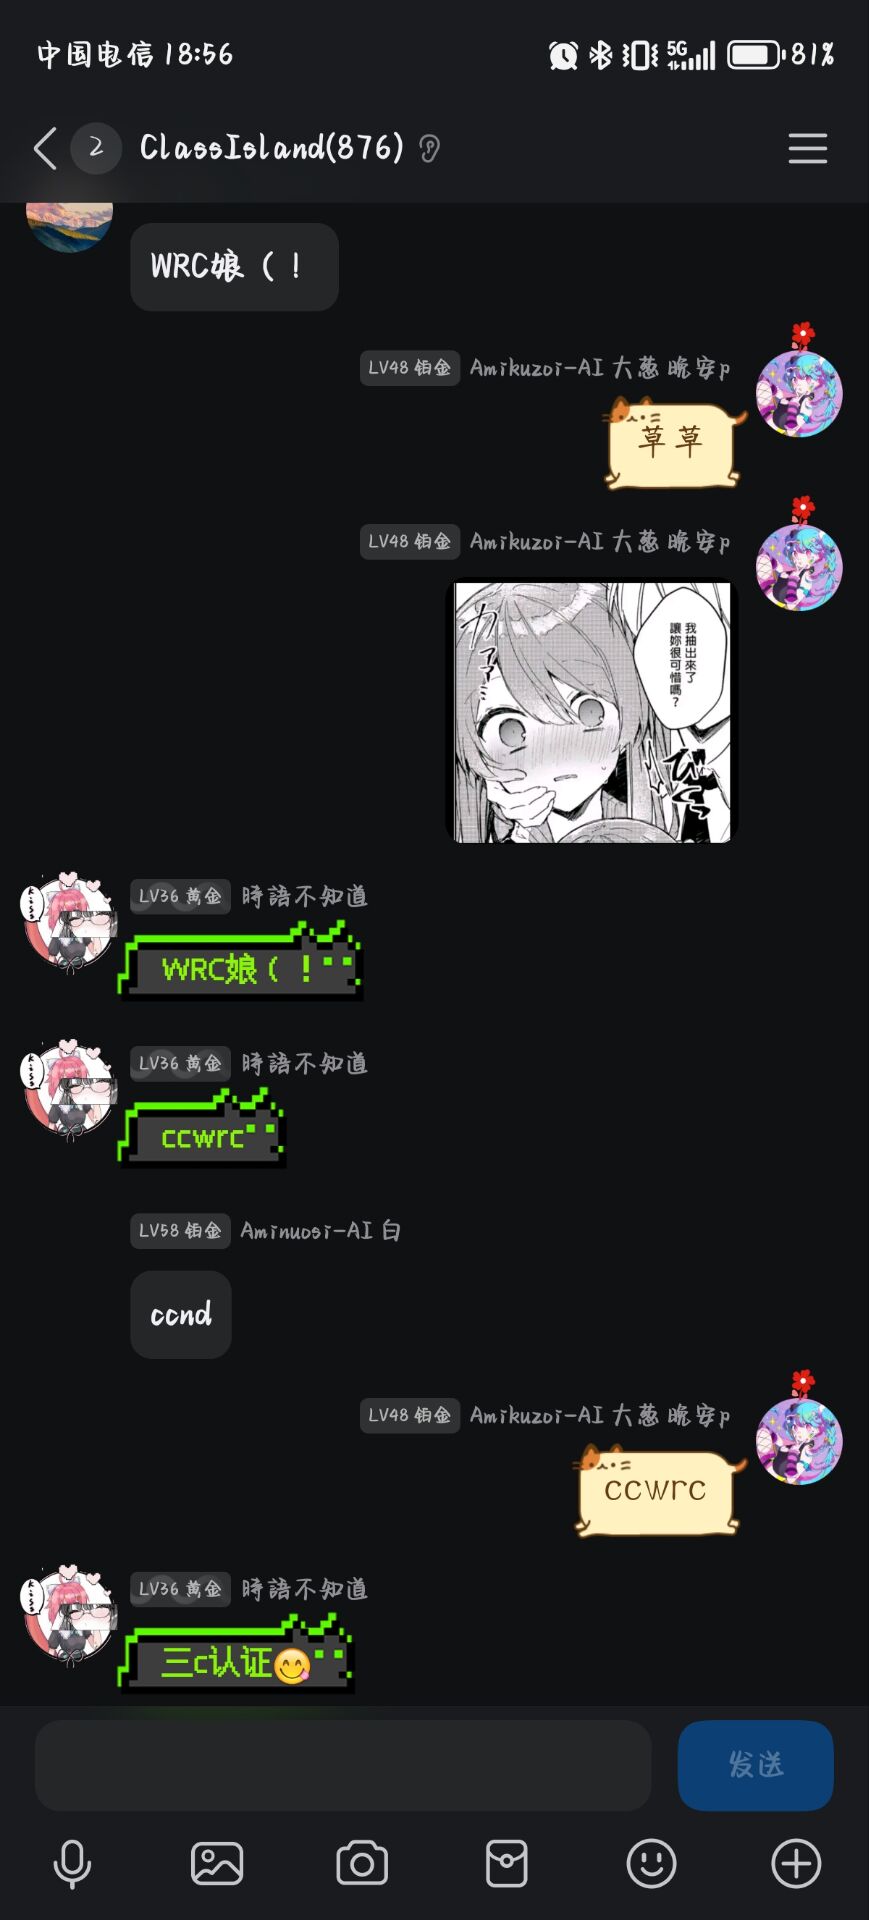 中国电信 18:56
5G
81%
2
ClassIsland(876)
WRC娘（！
LV48 铂金 Amikuzoi-AI 大葱 晚安p
草草
LV48 铂金 Amikuzoi-AI 大葱 晚安p
我抽出來了
讓妳很可惜嗎？
LV36 黄金 時語不知道
WRC娘（！
LV36 黄金 時語不知道
ccwrc
LV58 铂金 Aminuosi-AI 白
ccnd
LV48 铂金 Amikuzoi-AI 大葱 晚安p
ccwrc
LV36 黄金 時語不知道
三c认证😋
发送